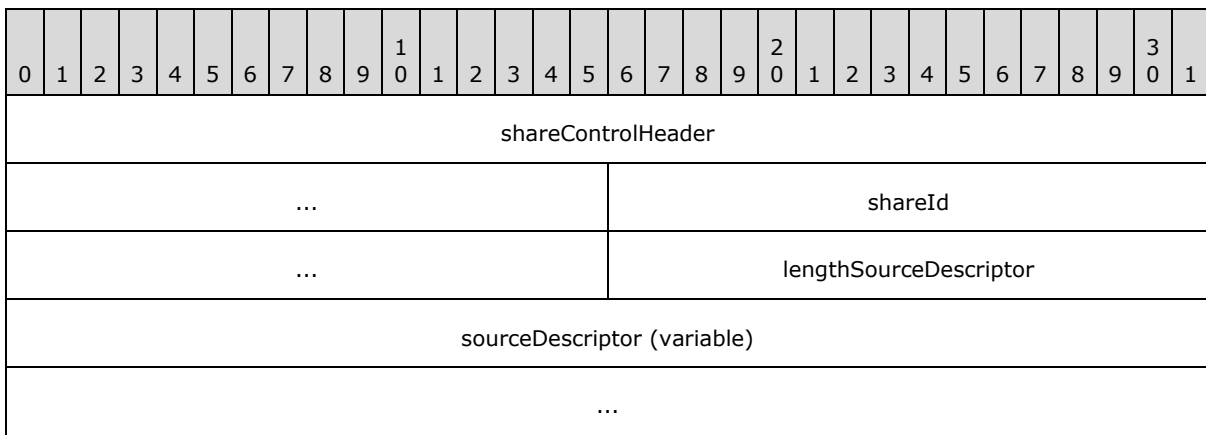 1 2 3
0 1 2 3 4 5 6 7 8 9 0 1 2 3 4 5 6 7 8 9 0 1 2 3 4 5 6 7 8 9 0 1
shareControlHeader
... shareId
... lengthSourceDescriptor
sourceDescriptor (variable)
...